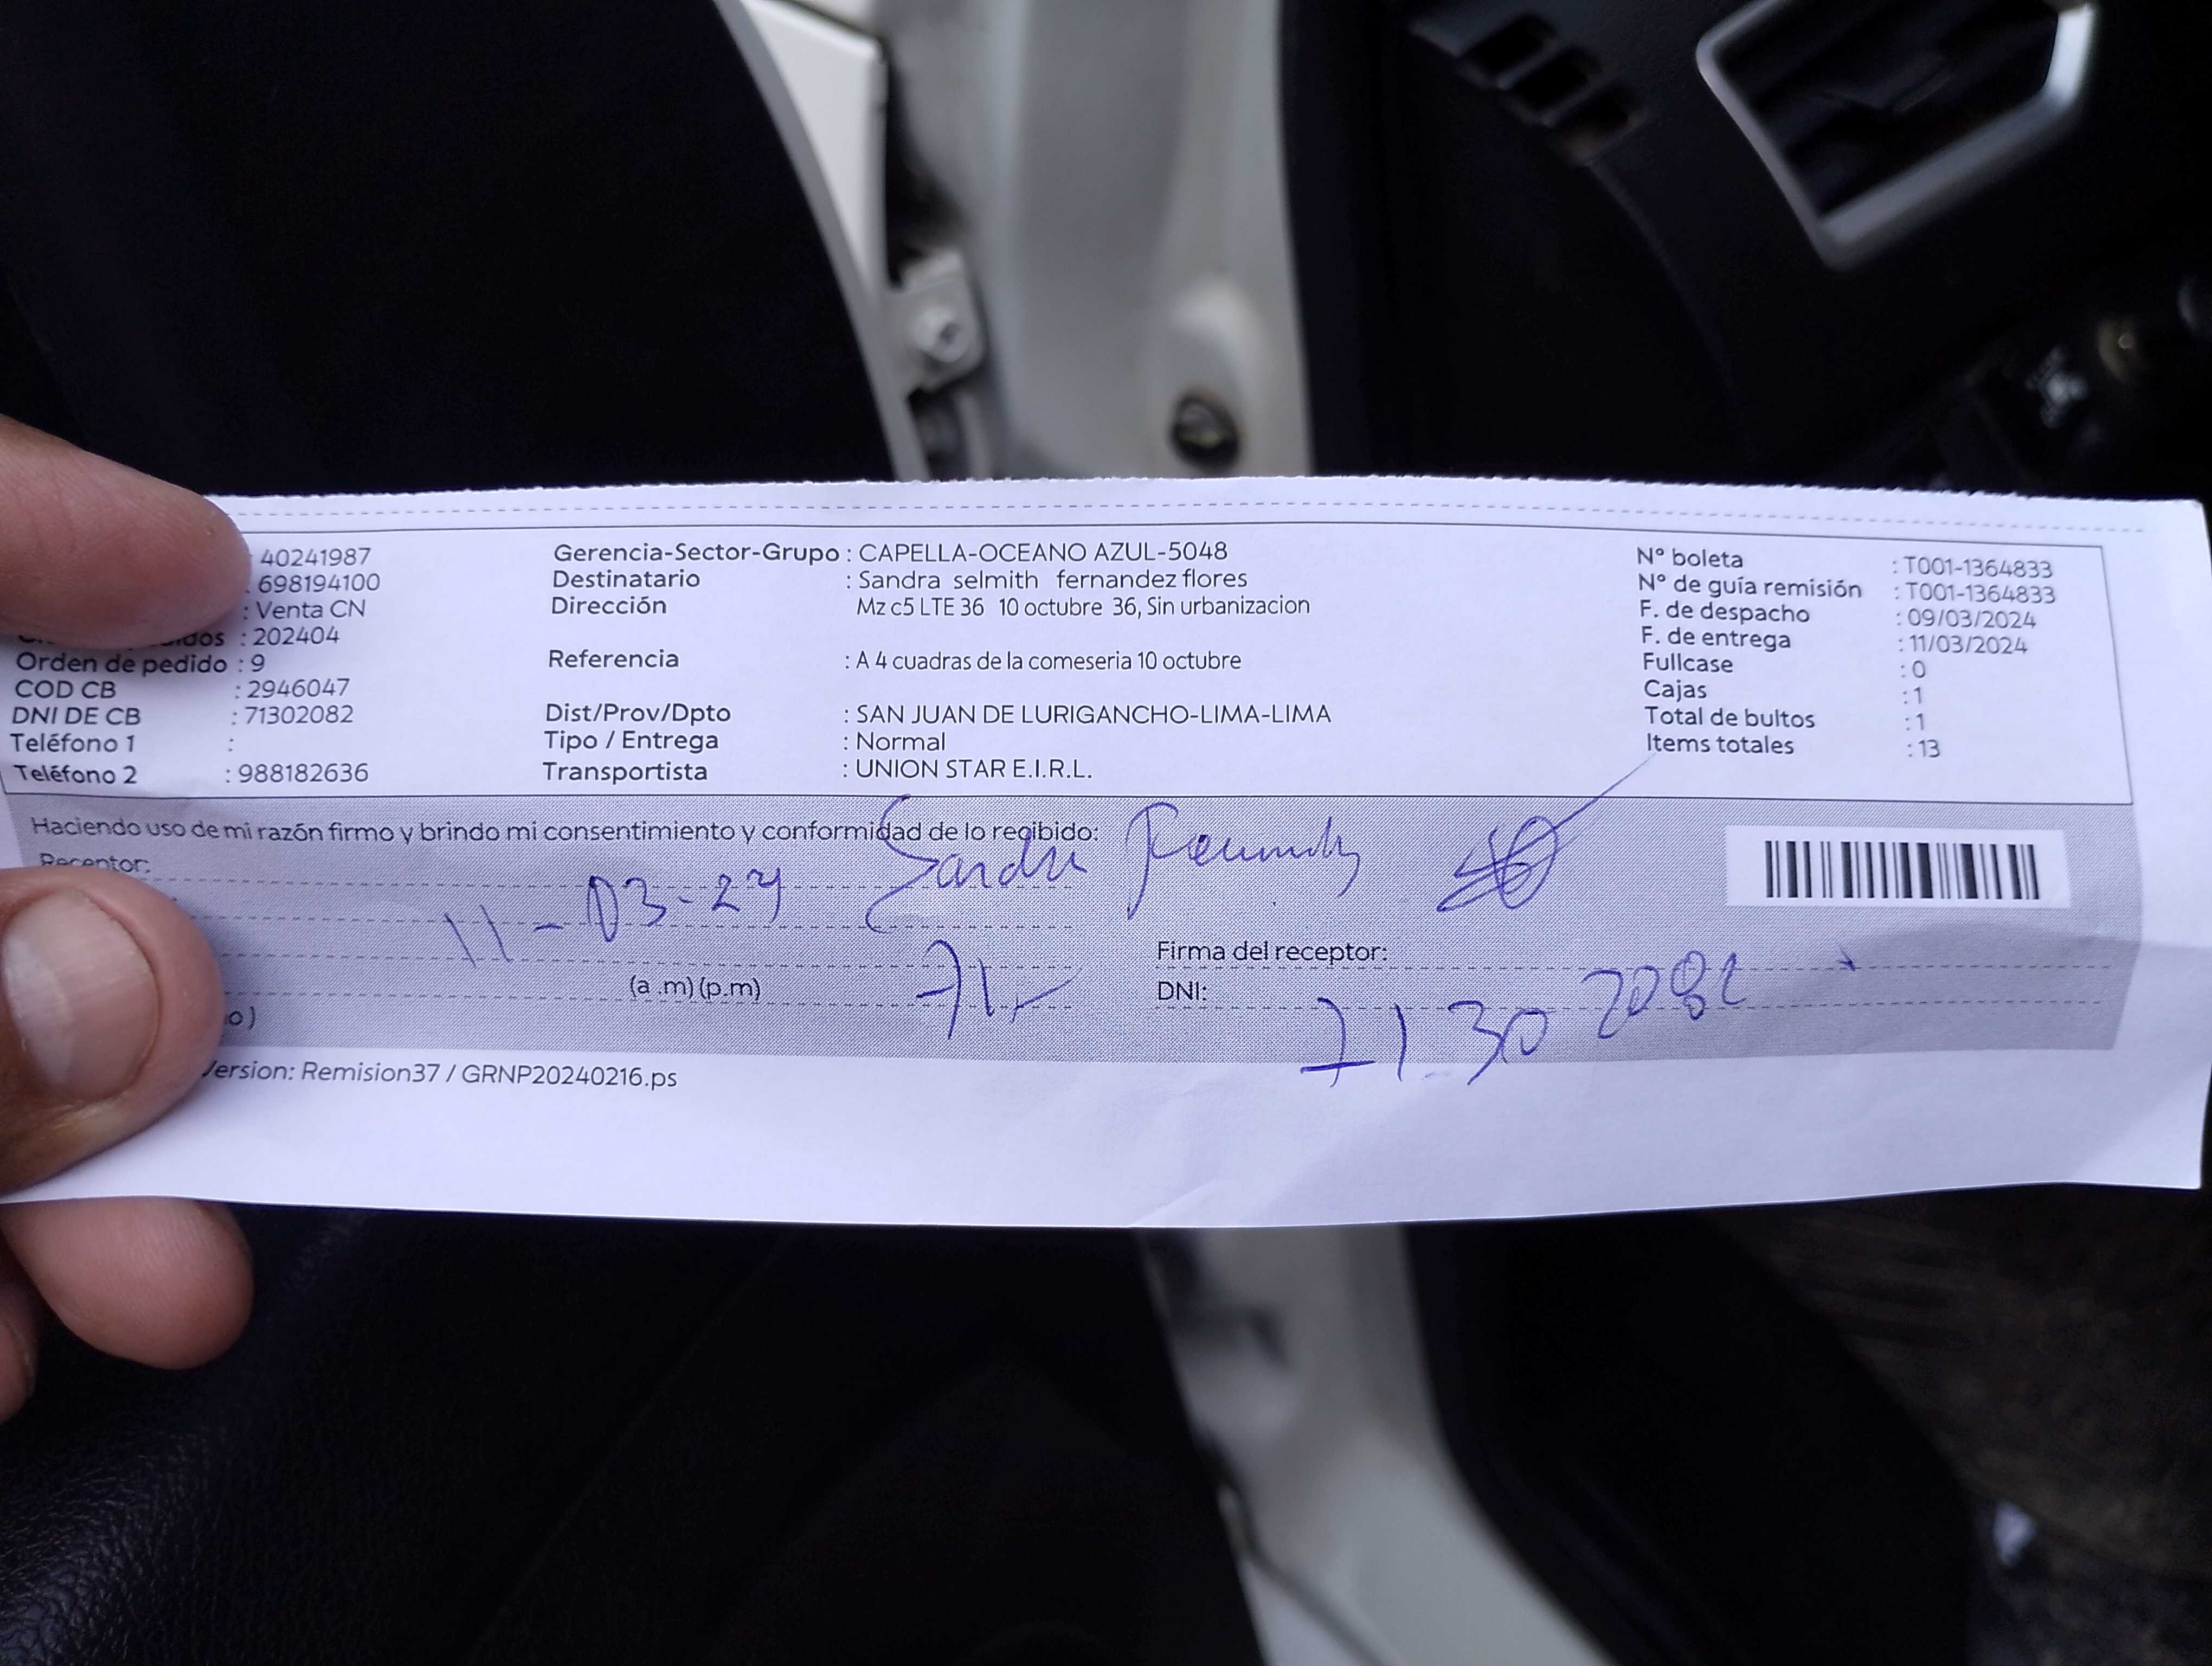 : 40241987
: 698194100
: Venta CN
: 202404
Orden de pedido : 9
COD CB : 2946047
DNI DE CB : 71302082
Teléfono 1 :
Teléfono 2 : 988182636
Gerencia-Sector-Grupo : CAPELLA-OCEANO AZUL-5048
Destinatario : Sandra selmith fernandez flores
Dirección Mz c5 LTE 36 10 octubre 36, Sin urbanizacion
Referencia : A 4 cuadras de la comeseria 10 octubre
Dist/Prov/Dpto : SAN JUAN DE LURIGANCHO-LIMA-LIMA
Tipo / Entrega : Normal
Transportista : UNION STAR E.I.R.L.
N° boleta : T001-1364833
N° de guía remisión : T001-1364833
F. de despacho : 09/03/2024
F. de entrega : 11/03/2024
Fullcase : 0
Cajas : 1
Total de bultos : 1
Items totales : 13
Haciendo uso de mi razón firmo y brindo mi consentimiento y conformidad de lo recibido:
Receptor:
Sandra
11-03-24
Firma del receptor:
(a.m)(p.m)
DNI: 71302082
Version: Remision37 / GRNP20240216.ps